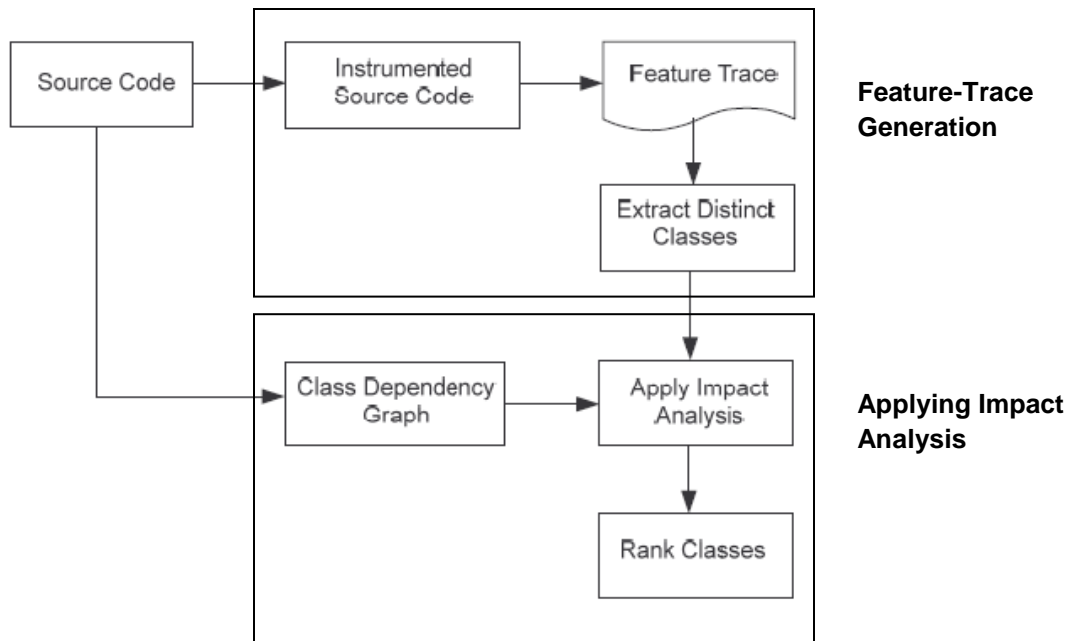 Source Code
Instrumented
Source Code
Feature Trace
Feature-Trace
Generation
Extract Distinct
Classes
Class Dependency
Graph
Apply Impact
Analysis
Applying Impact
Analysis
Rank Classes